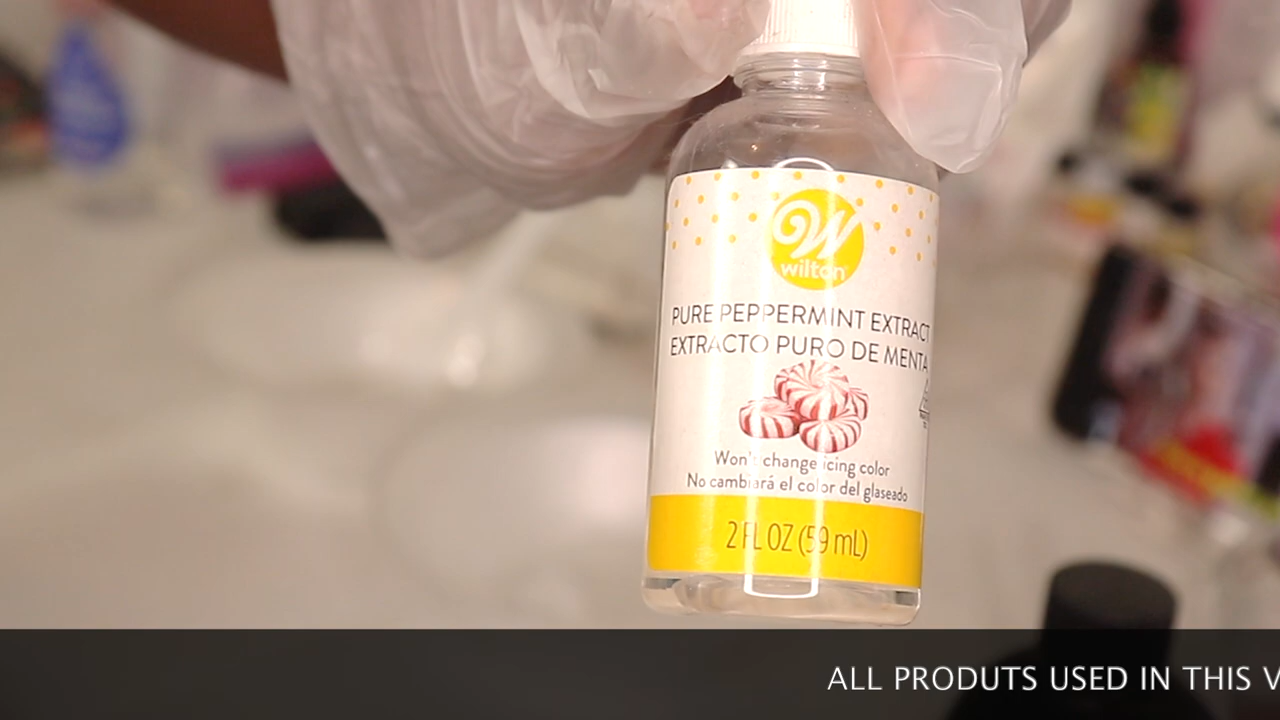 W
wilton
PURE PEPPERMINT EXTRACT
EXTRACTO PURO DE MENTA
Won't change icing color
No cambiará el color del glaseado
2 FL OZ (59 mL)
ALL PRODUTS USED IN THIS V